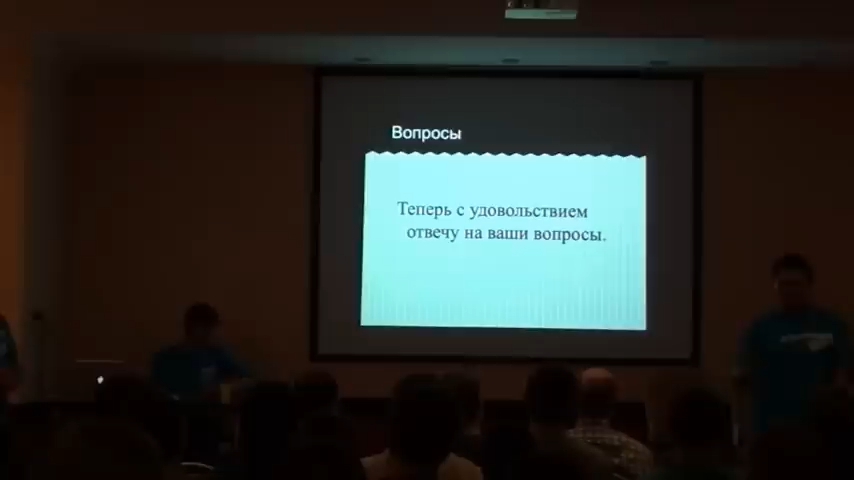 Вопросы
Теперь с удовольствием
отвечу на ваши вопросы.